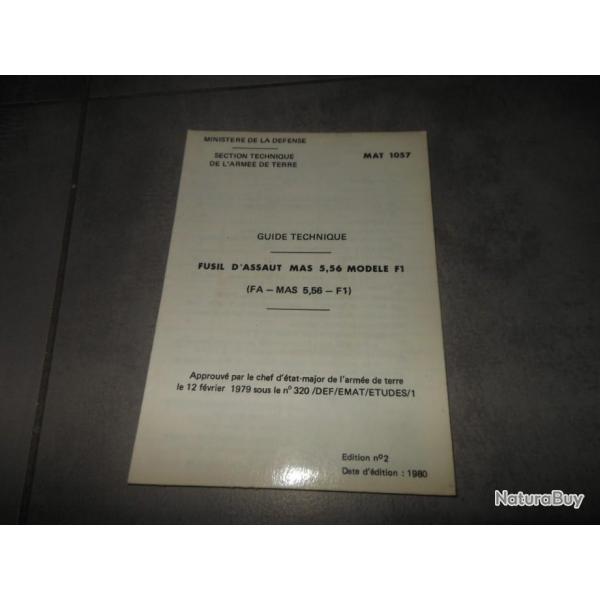 MINISTERE DE LA DEFENSE
SECTION TECHNIQUE
DE L'ARMEE DE TERRE
MAT 1057
GUIDE TECHNIQUE
FUSIL D'ASSAUT MAS 5,56 MODELE F1
(FA – MAS 5,56 – F1)
Approuvé par le chef d'état-major de l'armée de terre
le 12 février 1979 sous le nº 320 /DEF/EMAT/ETUDES/1
Edition nº2
Date d'édition : 1980
NaturaBuy